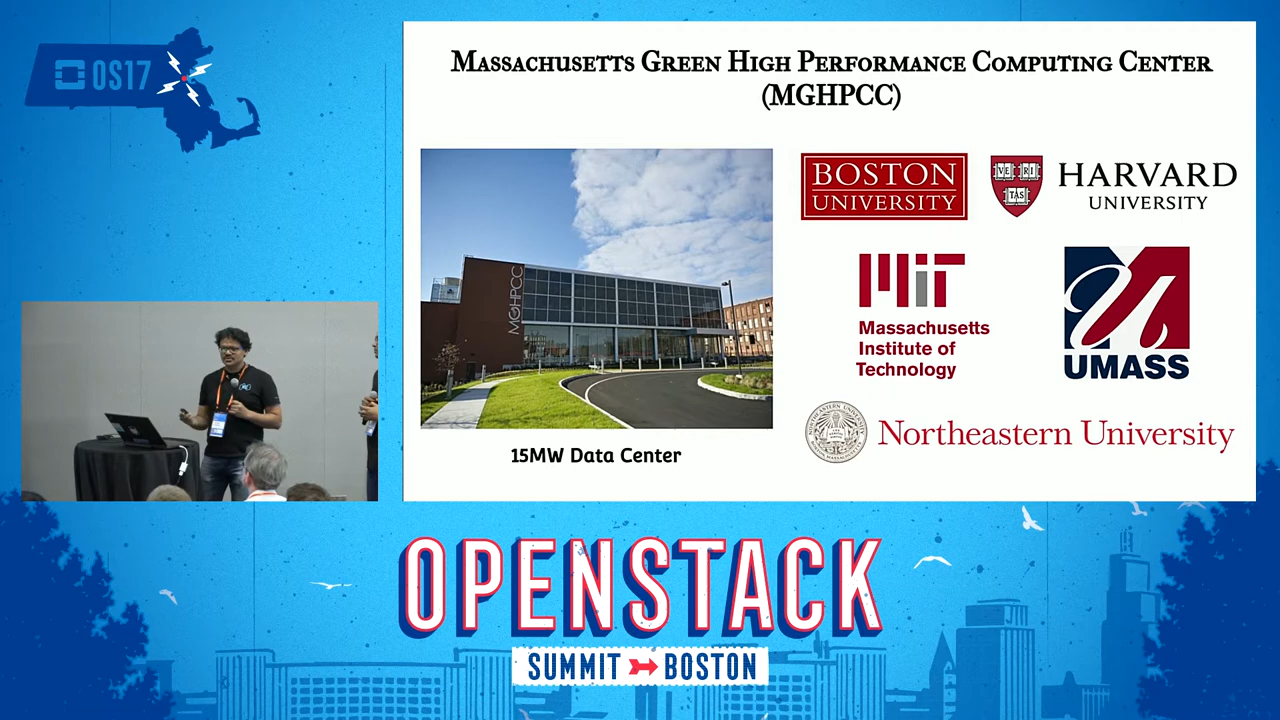 OS17
Massachusetts Green High Performance Computing Center
(MGHPCC)
MGHPCC
15MW Data Center
BOSTON
UNIVERSITY
VE RI
TAS
HARVARD
UNIVERSITY
MIT
Massachusetts
Institute of
Technology
U
UMASS
Northeastern University
OPENSTACK
SUMMIT BOSTON